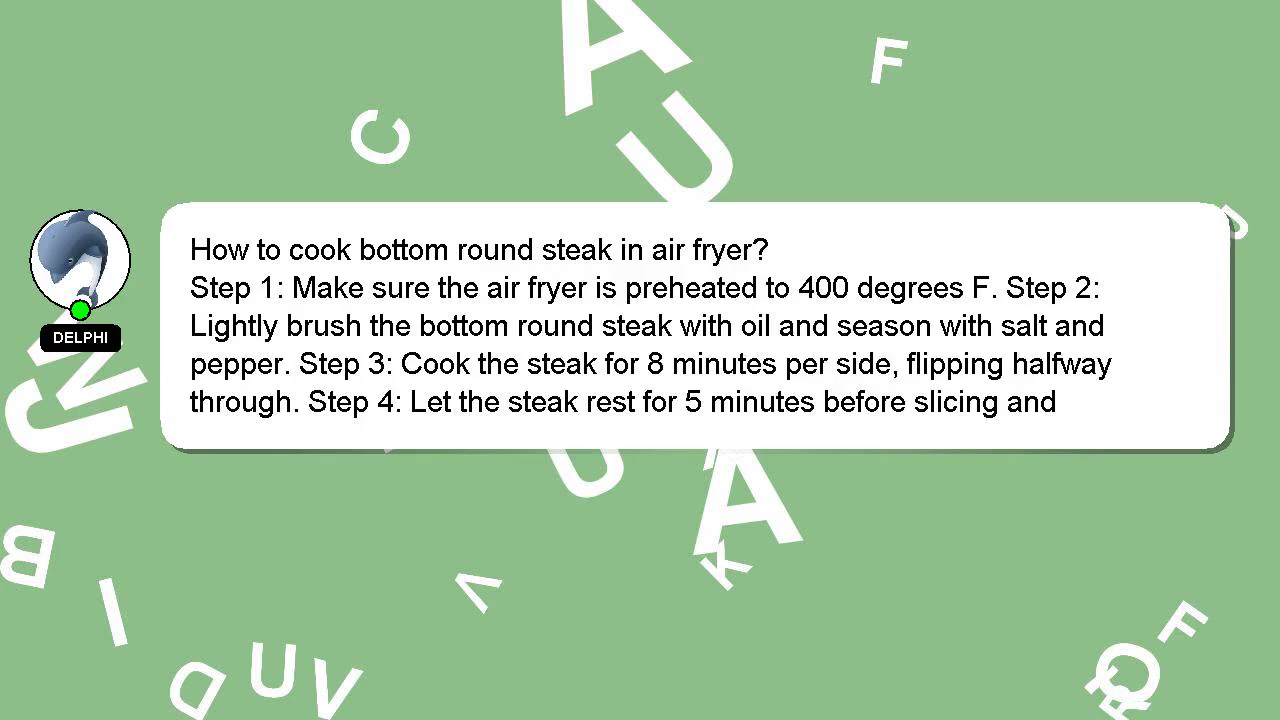 A
F
C
U
J
How to cook bottom round steak in air fryer?
Step 1: Make sure the air fryer is preheated to 400 degrees F. Step 2:
Lightly brush the bottom round steak with oil and season with salt and
pepper. Step 3: Cook the steak for 8 minutes per side, flipping halfway
through. Step 4: Let the steak rest for 5 minutes before slicing and
DELPHI
J
U
A
K
B
I
V
F
D
U
V
Q